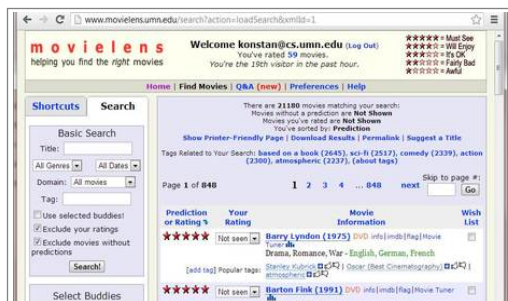 www.movielens.umn.edu/search?action=loadSearch&xmlId=1
movielens
helping you find the right movies
Welcome konstan@cs.umn.edu (Log Out)
You've rated 59 movies.
You're the 19th visitor in the past hour.
★★★★★ = Must See
★★★★☆ = Will Enjoy
★★★☆☆ = It's OK
★★☆☆☆ = Fairly Bad
★☆☆☆☆ = Awful
Home | Find Movies | Q&A (new) | Preferences | Help
Shortcuts
Search
Basic Search
Title:
All Genres
All Dates
Domain: All movies
Tag:
Use selected buddies!
Exclude your ratings
Exclude movies without
predictions
Search!
Select Buddies
There are 21180 movies matching your search:
Movies without a prediction are Not Shown
Movies you've rated are Not Shown
You've sorted by: Prediction
Show Printer-Friendly Page | Download Results | Permalink | Suggest a Title
Tags Related to Your Search: based on a book (2645), sci-fi (2517), comedy (2339), action
(2300), atmospheric (2237), (about tags)
Page 1 of 848
1 2 3 4 ... 848 next
Skip to page #:
Go
Prediction
or Rating
Your
Rating
Movie
Information
Wish
List
★★★★★ Not seen Barry Lyndon (1975) DVD info|imdb|flag|Movie
Tuner
Drama, Romance, War - English, German, French
[add tag] Popular tags: Stanley Kubrick | Oscar (Best Cinematography) |
atmospheric
★★★★★ Not seen Barton Fink (1991) DVD info|imdb|flag|Movie
Tuner